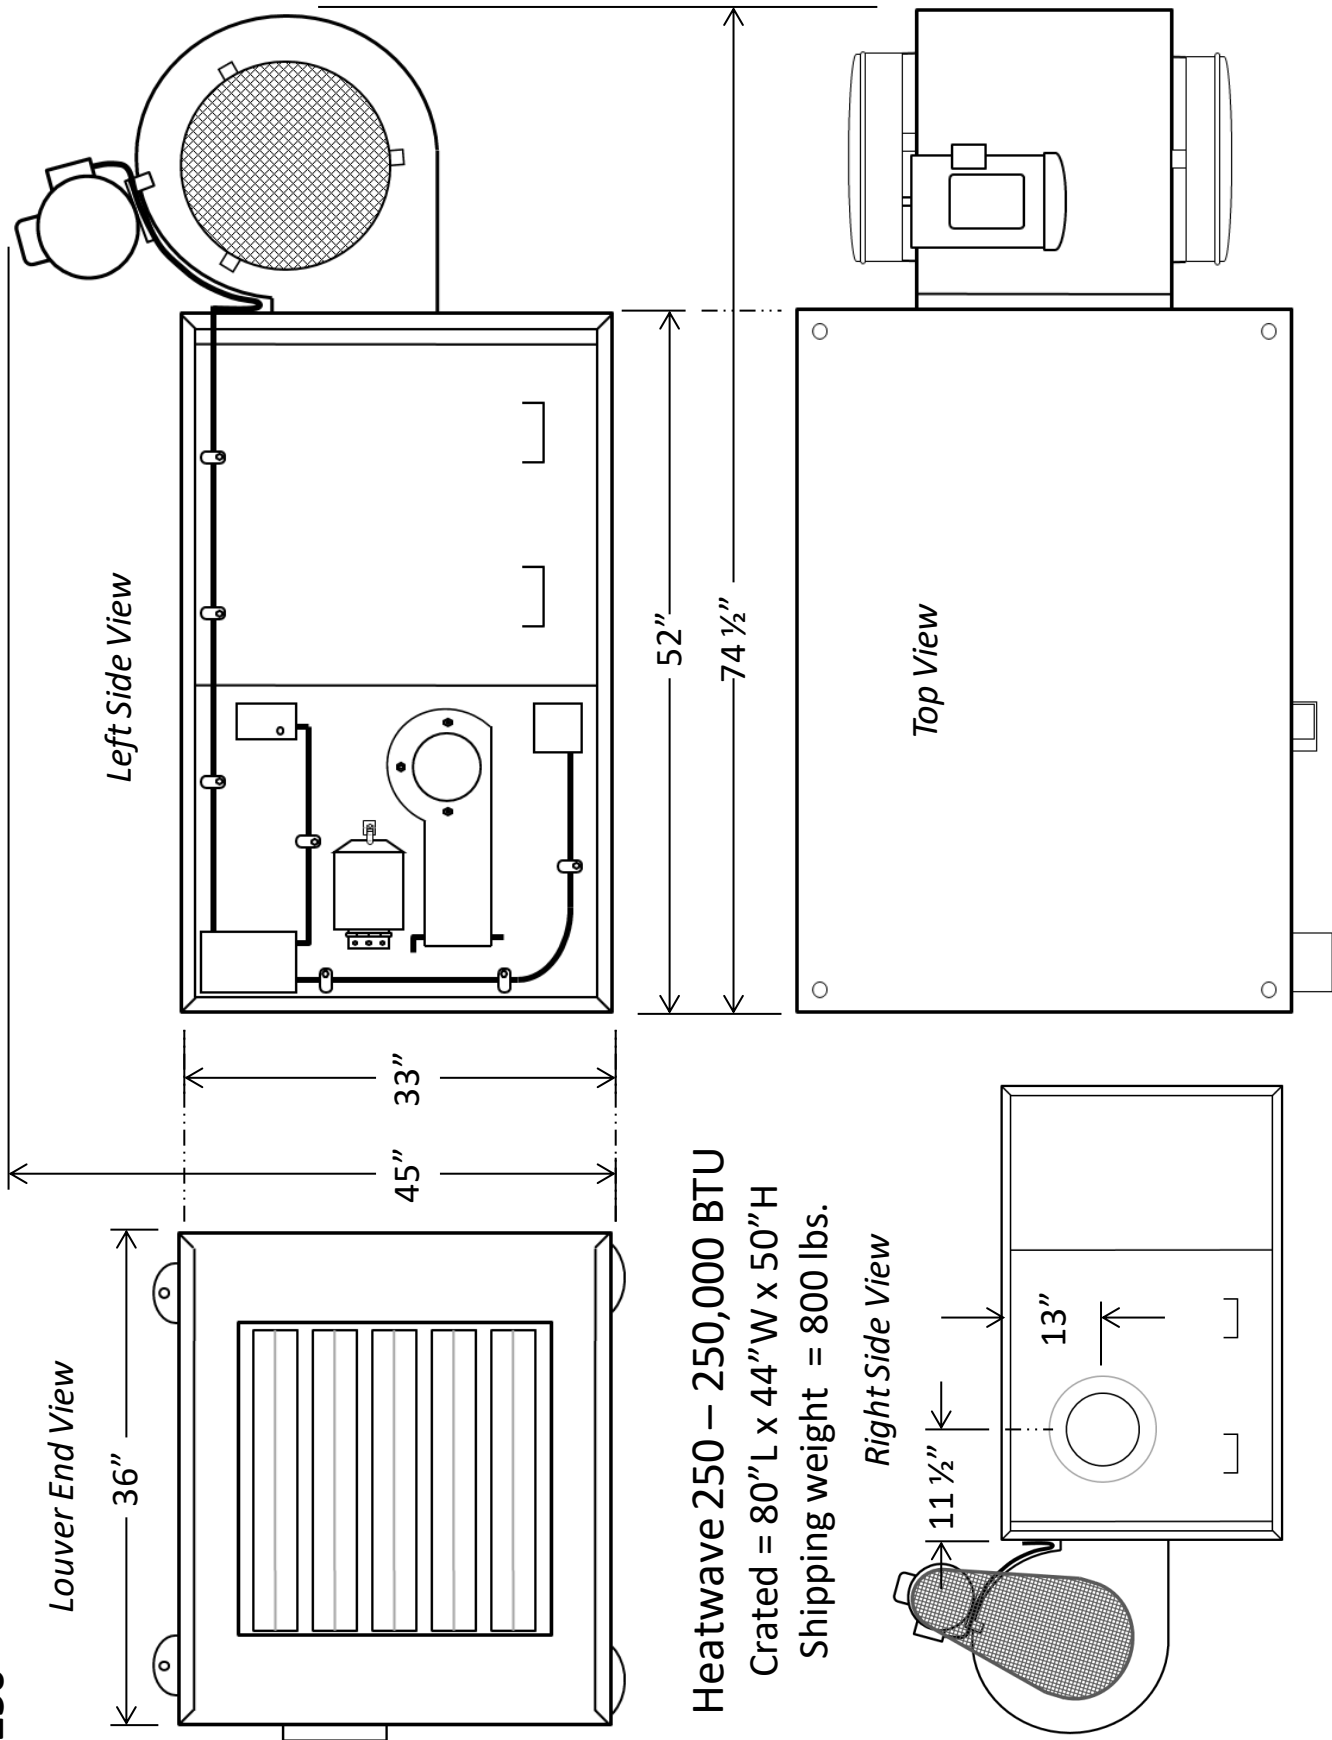 Louver End View
36”
45”
33”
Left Side View
52”
74 ½”
Heatwave 250 – 250,000 BTU
Crated = 80”L x 44”W x 50”H
Shipping weight = 800 lbs.
Right Side View
11 ½”
13”
Top View